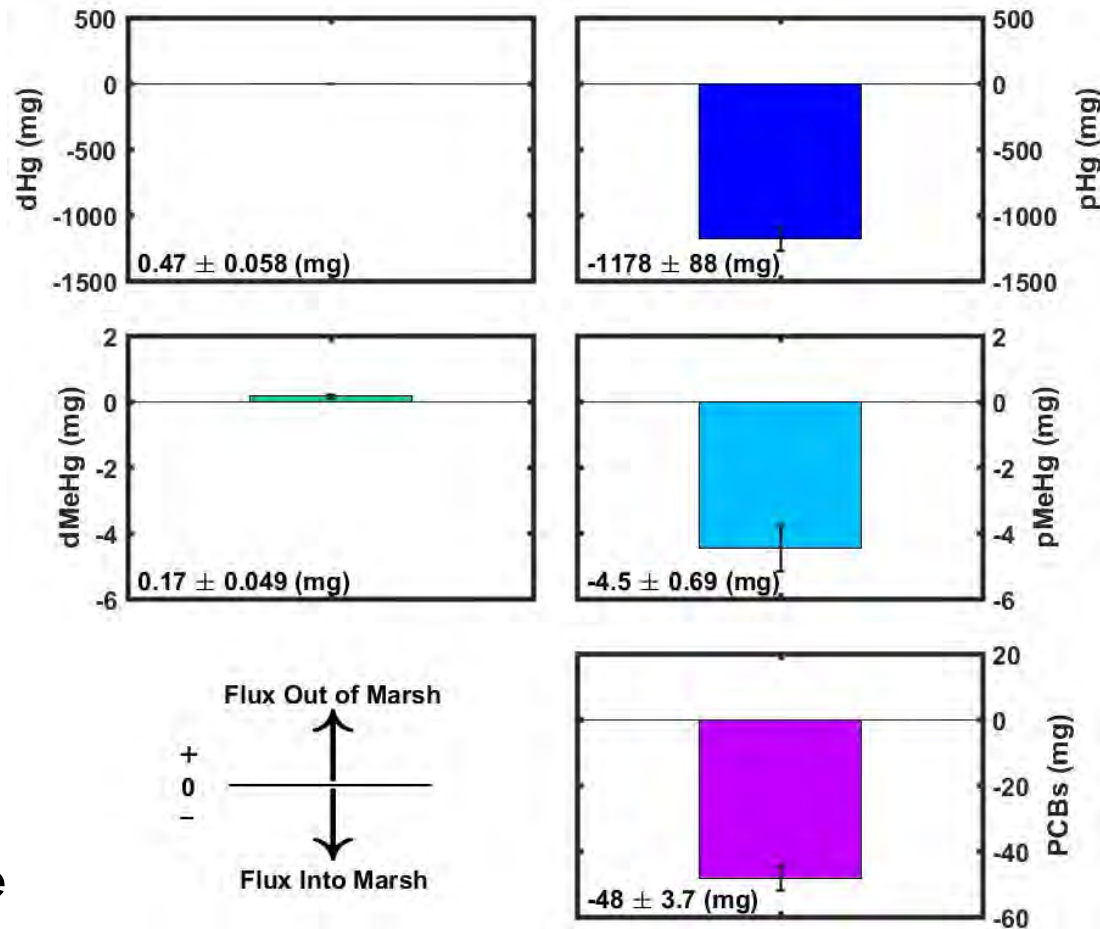 500
0
-500
-1000
-1500
dHg (mg)
0.47 ± 0.058 (mg)
500
0
-500
-1000
-1500
pHg (mg)
-1178 ± 88 (mg)
2
0
-2
-4
-6
dMeHg (mg)
0.17 ± 0.049 (mg)
2
0
-2
-4
-6
pMeHg (mg)
-4.5 ± 0.69 (mg)
Flux Out of Marsh
+
0
−
Flux Into Marsh
20
0
-20
-40
-60
PCBs (mg)
-48 ± 3.7 (mg)
e